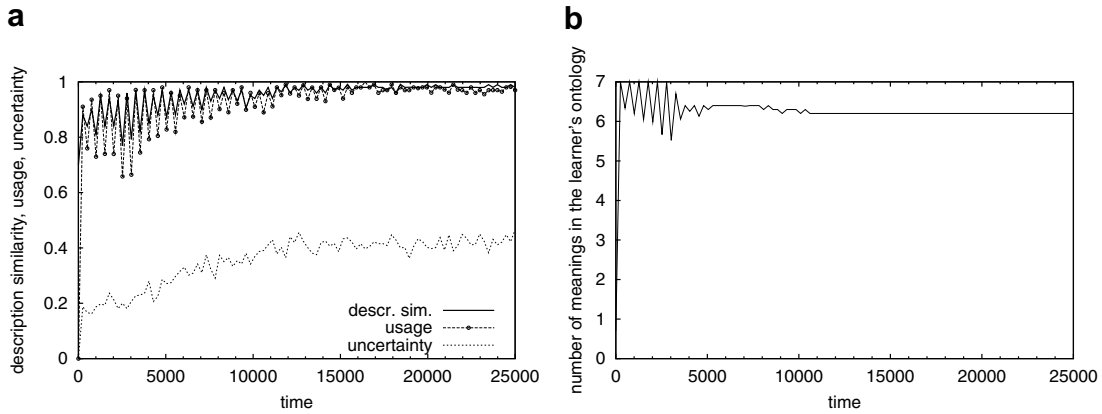 a
description similarity, usage, uncertainty
1
0.8
0.6
0.4
0.2
0
descr. sim.
usage
uncertainty
0 5000 10000 15000 20000 25000
time
b
number of meanings in the learner's ontology
7
6
5
4
3
2
1
0
0 5000 10000 15000 20000 25000
time